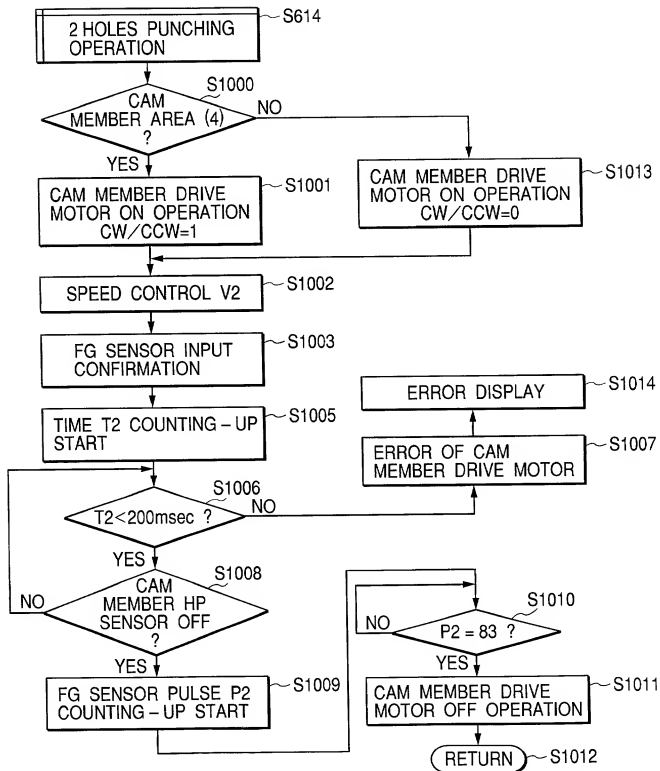 2 HOLES PUNCHING
OPERATION
S614
CAM
MEMBER AREA (4)
?
S1000
NO
YES
CAM MEMBER DRIVE
MOTOR ON OPERATION
CW/CCW=1
S1001
CAM MEMBER DRIVE
MOTOR ON OPERATION
CW/CCW=0
S1013
SPEED CONTROL V2
S1002
FG SENSOR INPUT
CONFIRMATION
S1003
TIME T2 COUNTING-UP
START
S1005
ERROR DISPLAY
S1014
ERROR OF CAM
MEMBER DRIVE MOTOR
S1007
T2<200msec ?
S1006
NO
YES
CAM
MEMBER HP
SENSOR OFF
?
S1008
NO
YES
FG SENSOR PULSE P2
COUNTING-UP START
S1009
P2=83 ?
S1010
NO
YES
CAM MEMBER DRIVE
MOTOR OFF OPERATION
S1011
RETURN
S1012